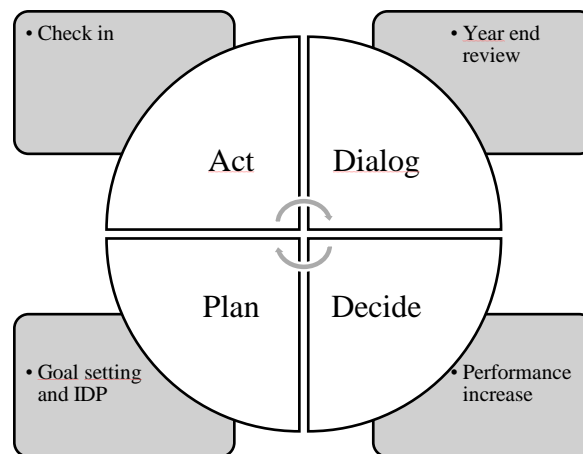 • Check in
• Year end
review
Act
Dialog
Plan
Decide
• Goal setting
and IDP
• Performance
increase